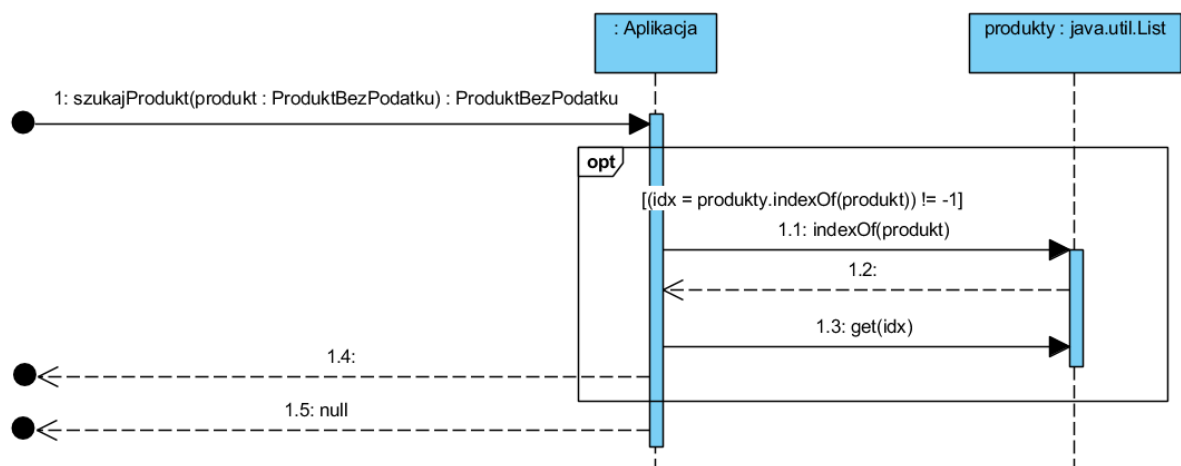 : Aplikacja
produkty : java.util.List
1: szukajProdukt(produkt : ProduktBezPodatku) : ProduktBezPodatku
opt
[(idx = produkty.indexOf(produkt)) != -1]
1.1: indexOf(produkt)
1.2:
1.3: get(idx)
1.4:
1.5: null